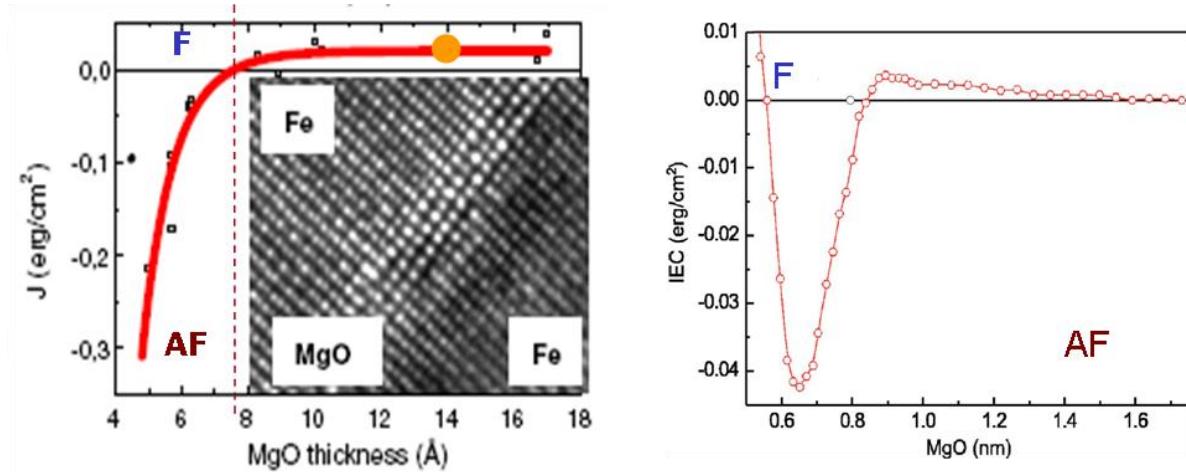 F
0,0
-0,1
-0,2
-0,3
J (erg/cm²)
AF
Fe
MgO
Fe
4 6 8 10 12 14 16 18
MgO thickness (Å)
0.01
0.00
-0.01
-0.02
-0.03
-0.04
IEC (erg/cm²)
F
AF
0.6 0.8 1.0 1.2 1.4 1.6
MgO (nm)